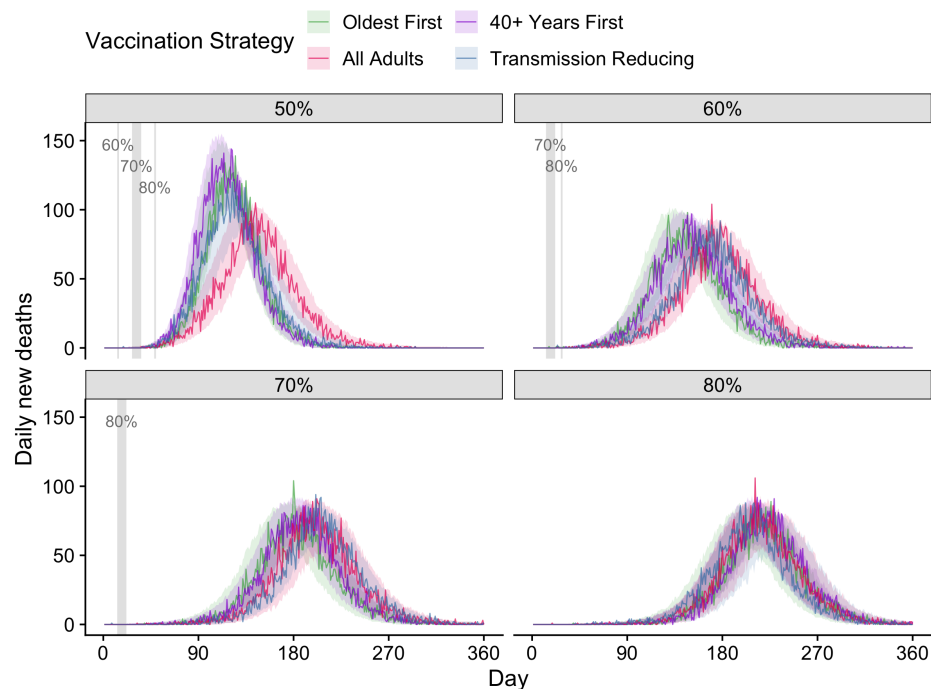 Vaccination Strategy
Oldest First
40+ Years First
All Adults
Transmission Reducing
50%
60%
150
100
50
0
60%
70%
80%
70%
80%
Daily new deaths
70%
80%
150
100
50
0
80%
0 90 180 270 360
0 90 180 270 360
Day